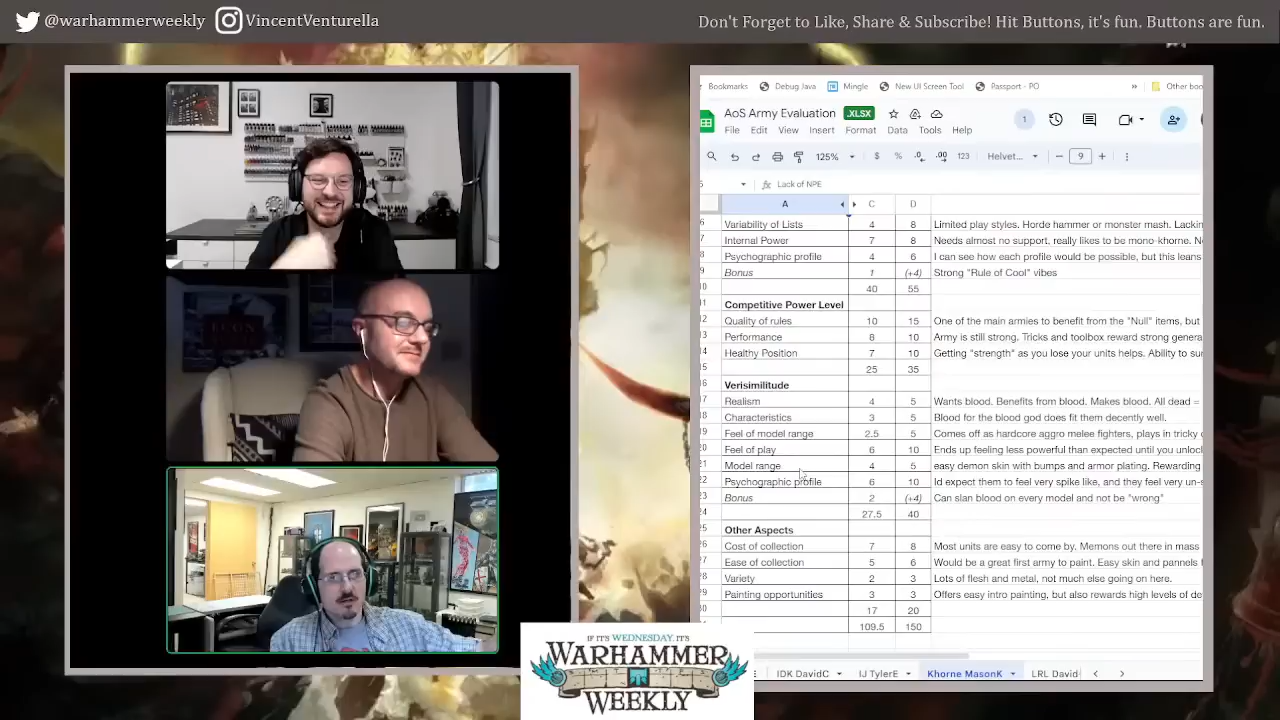 @warhammerweekly VincentVenturella
Don't Forget to Like, Share & Subscribe! Hit Buttons, it's fun. Buttons are fun.
Bookmarks Debug Java Mingle New UI Screen Tool Passport - PO » Other boo
AoS Army Evaluation .XLSX
1
File Edit View Insert Format Data Tools Help
125% $ % .0 .00 123 Helvet... − 9 +
fx Lack of NPE
A C D
Variability of Lists 4 8 Limited play styles. Horde hammer or monster mash. Lackin
Internal Power 7 8 Needs almost no support, really likes to be mono-khorne. N
Psychographic profile 4 6 I can see how each profile would be possible, but this leans
Bonus 1 (+4) Strong "Rule of Cool" vibes
40 55
Competitive Power Level
Quality of rules 10 15 One of the main armies to benefit from the "Null" items, but
Performance 8 10 Army is still strong. Tricks and toolbox reward strong genera
Healthy Position 7 10 Getting "strength" as you lose your units helps. Ability to su
25 35
Verisimilitude
Realism 4 5 Wants blood. Benefits from blood. Makes blood. All dead =
Characteristics 3 5 Blood for the blood god does fit them decently well.
Feel of model range 2.5 5 Comes off as hardcore aggro melee fighters, plays in tricky
Feel of play 6 10 Ends up feeling less powerful than expected until you unloc
Model range 4 5 easy demon skin with bumps and armor plating. Rewarding
Psychographic profile 6 10 Id expect them to feel very spike like, and they feel very un-s
Bonus 2 (+4) Can slan blood on every model and not be "wrong"
27.5 40
Other Aspects
Cost of collection 7 8 Most units are easy to come by. Memons out there in mass
Ease of collection 5 6 Would be a great first army to paint. Easy skin and pannels f
Variety 2 3 Lots of flesh and metal, not much else going on here.
Painting opportunities 3 3 Offers easy intro painting, but also rewards high levels of de
17 20
109.5 150
IDK DavidC IJ TylerE Khorne MasonK LRL David
IF IT'S WEDNESDAY, IT'S
WARHAMMER
WEEKLY